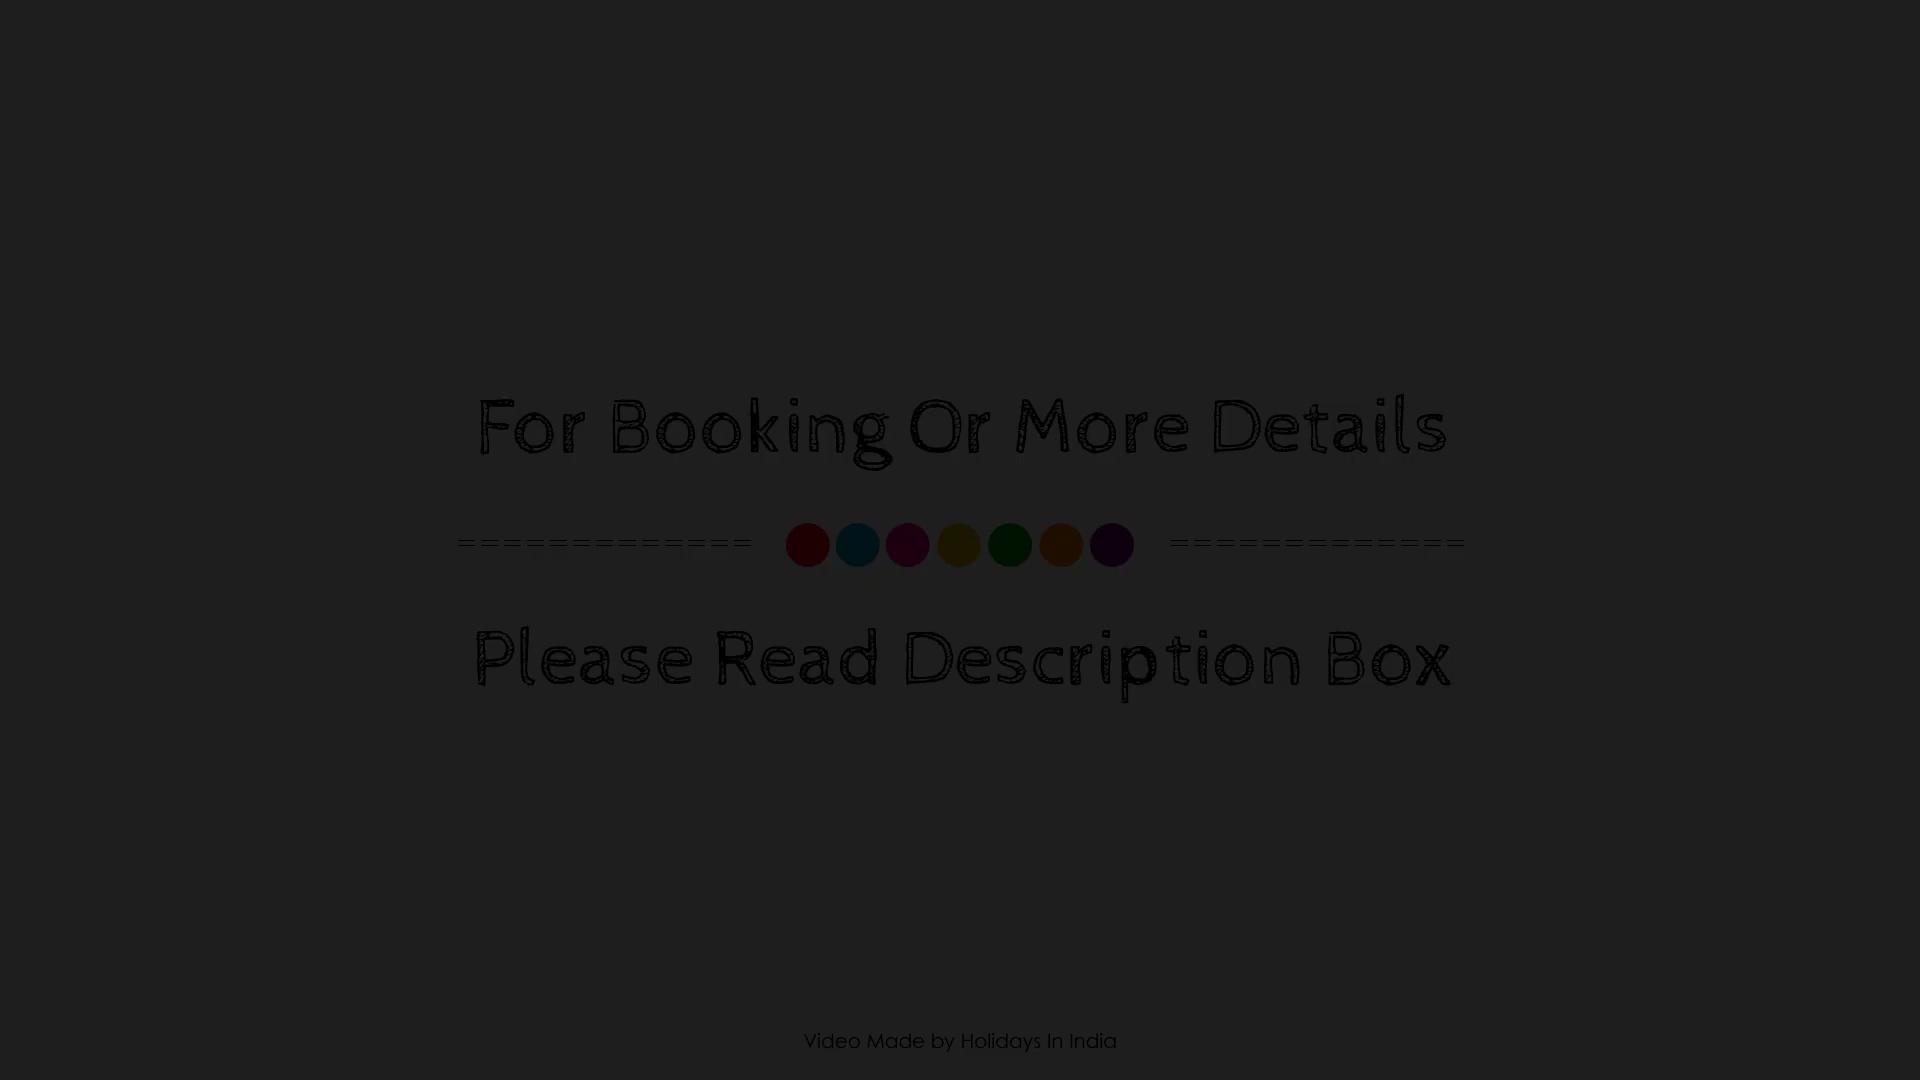 For Booking Or More Details
============= =============
Please Read Description Box
Video Made by Holidays In India